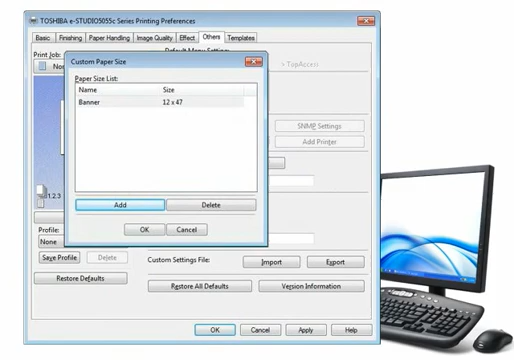 TOSHIBA e-STUDIO5055c Series Printing Preferences
Basic Finishing Paper Handling Image Quality Effect Others Templates
Print Job:
Custom Paper Size
> TopAccess
Paper Size List:
Name Size
Banner 12 x 47
SNMP Settings
Add Printer
1.2.3
Add Delete
OK Cancel
Profile:
None
Save Profile Delete
Custom Settings File: Import Export
Restore Defaults
Restore All Defaults Version Information
OK Cancel Apply Help